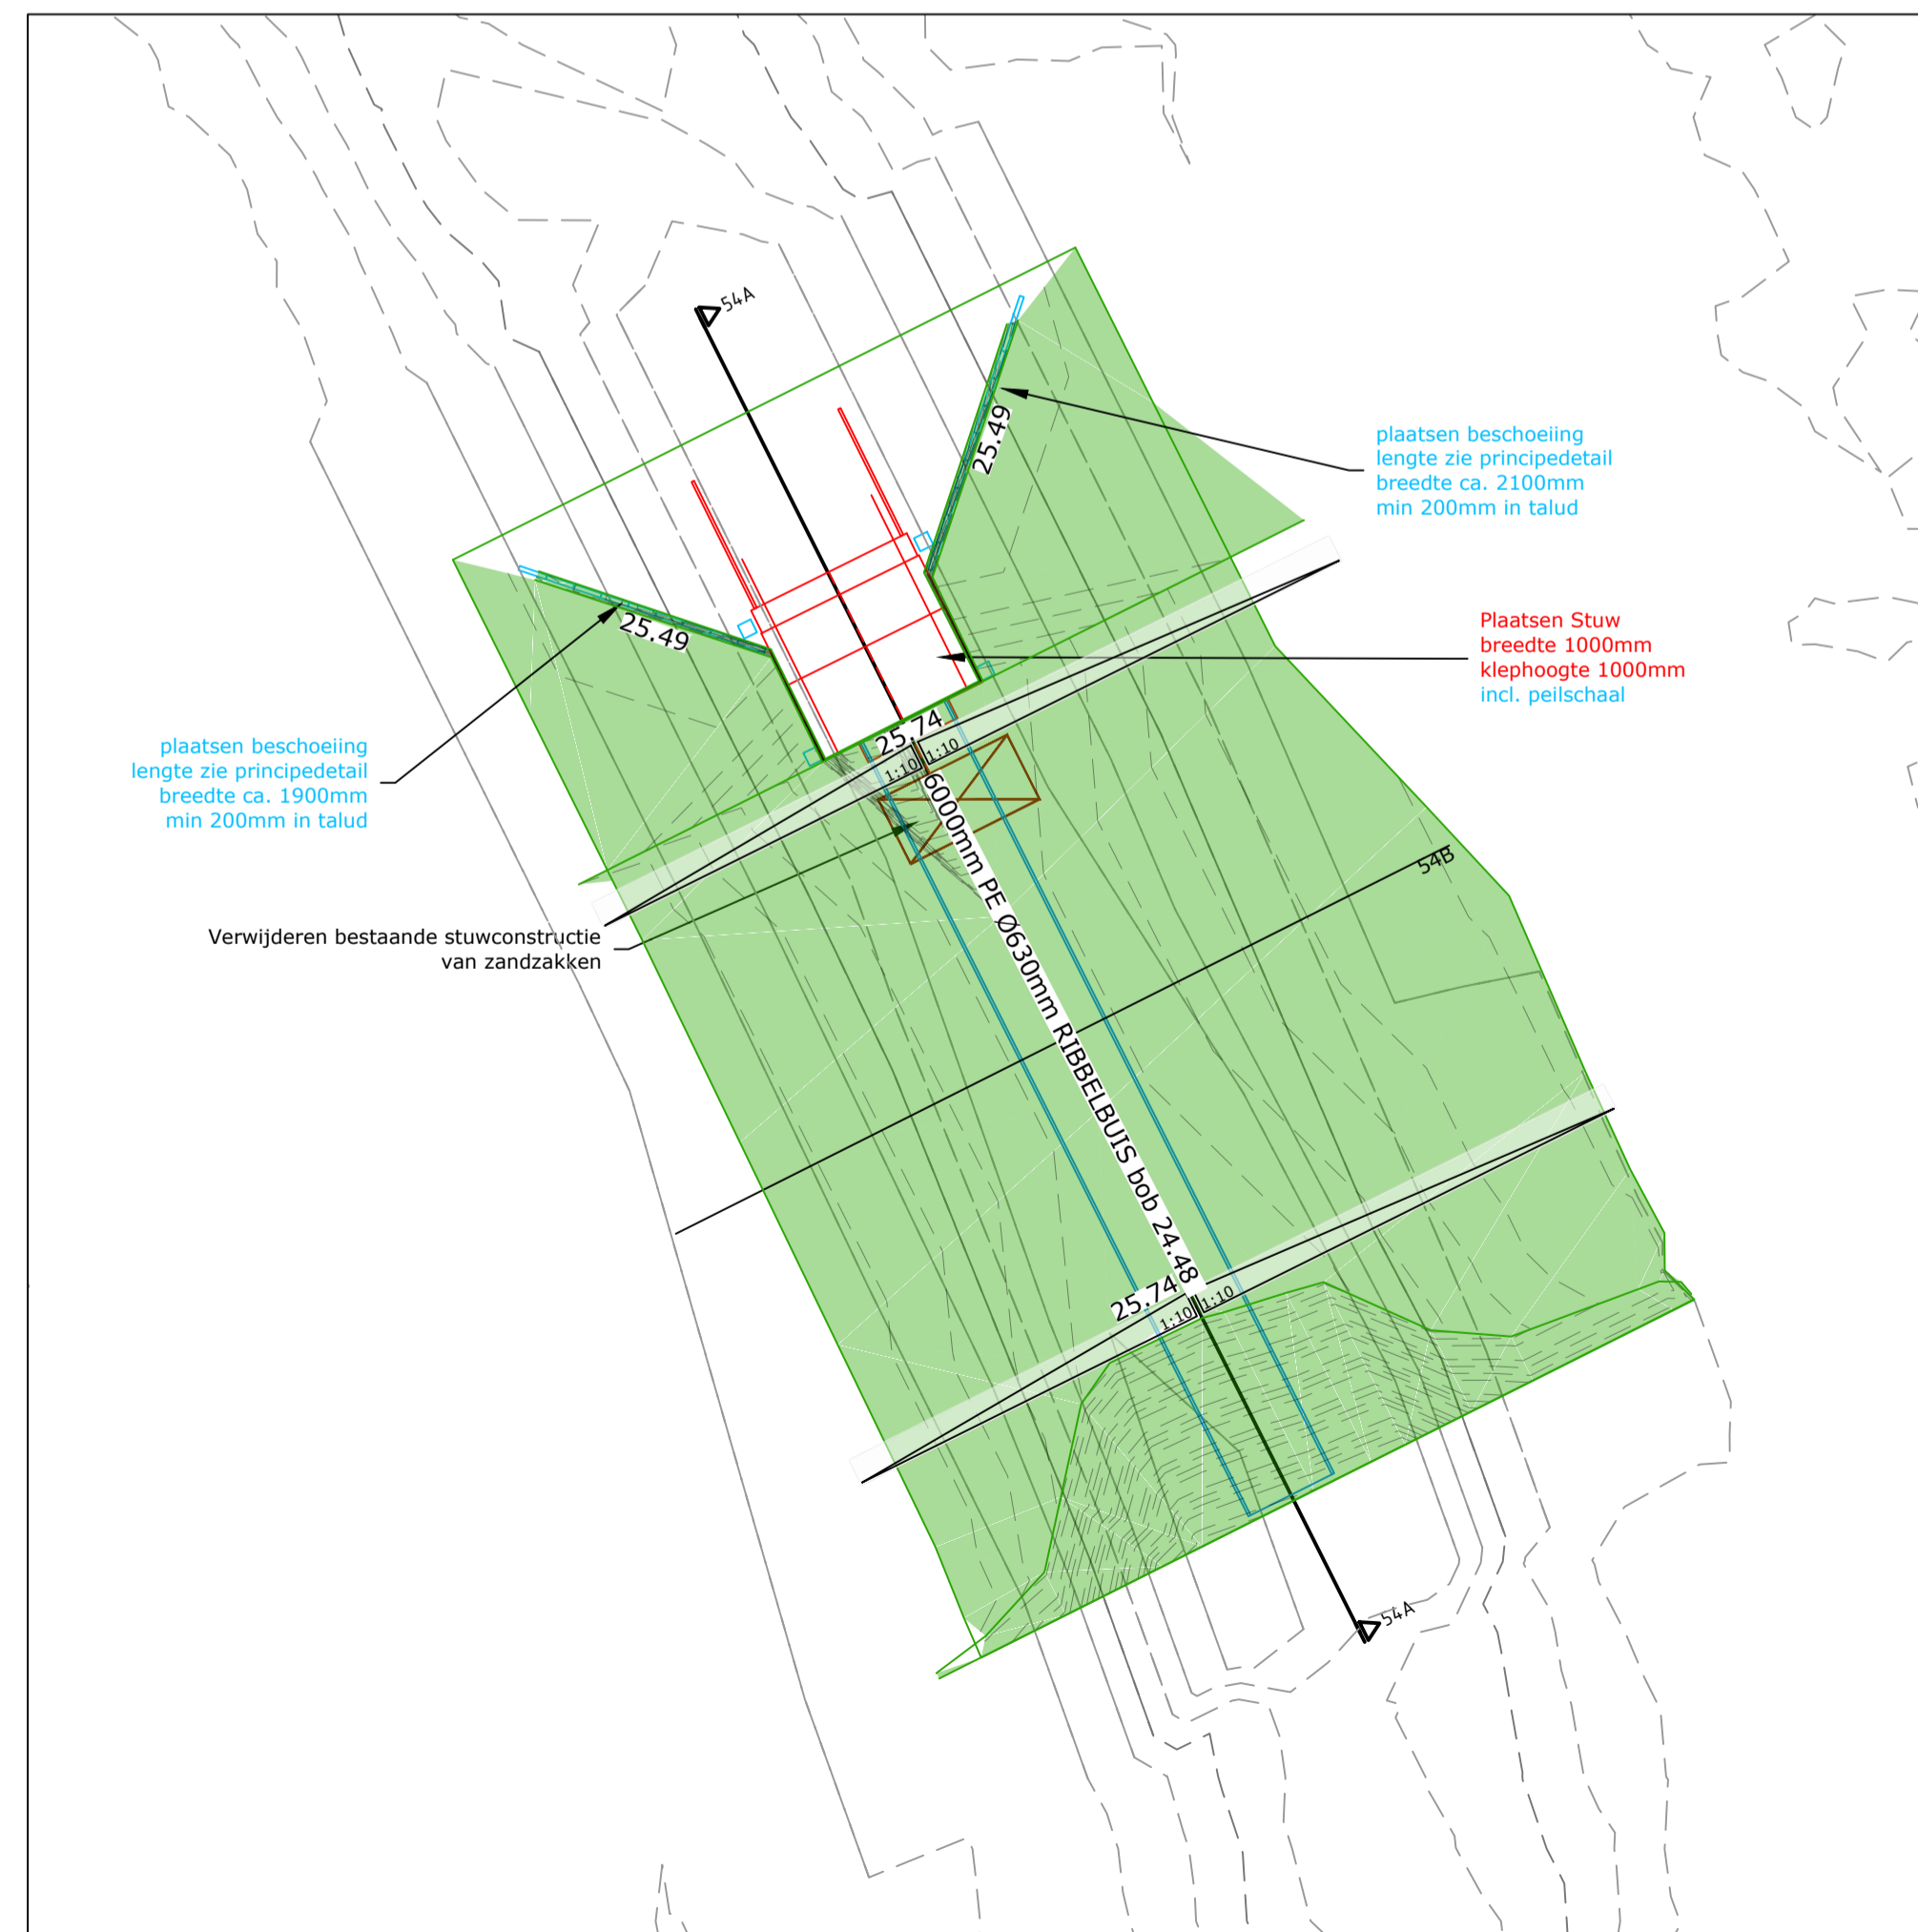 54A
25.49
plaatsen beschoeiing
lengte zie principedetail
breedte ca. 2100mm
min 200mm in talud
25.49
Plaatsen Stuw
breedte 1000mm
klephoogte 1000mm
incl. peilschaal
plaatsen beschoeiing
lengte zie principedetail
breedte ca. 1900mm
min 200mm in talud
25.74
1:10
1:10
54B
Verwijderen bestaande stuwconstructie
van zandzakken
6000mm PE Ø630mm RIBBELBUIS bob 24.48
25.74
1:10
1:10
54A